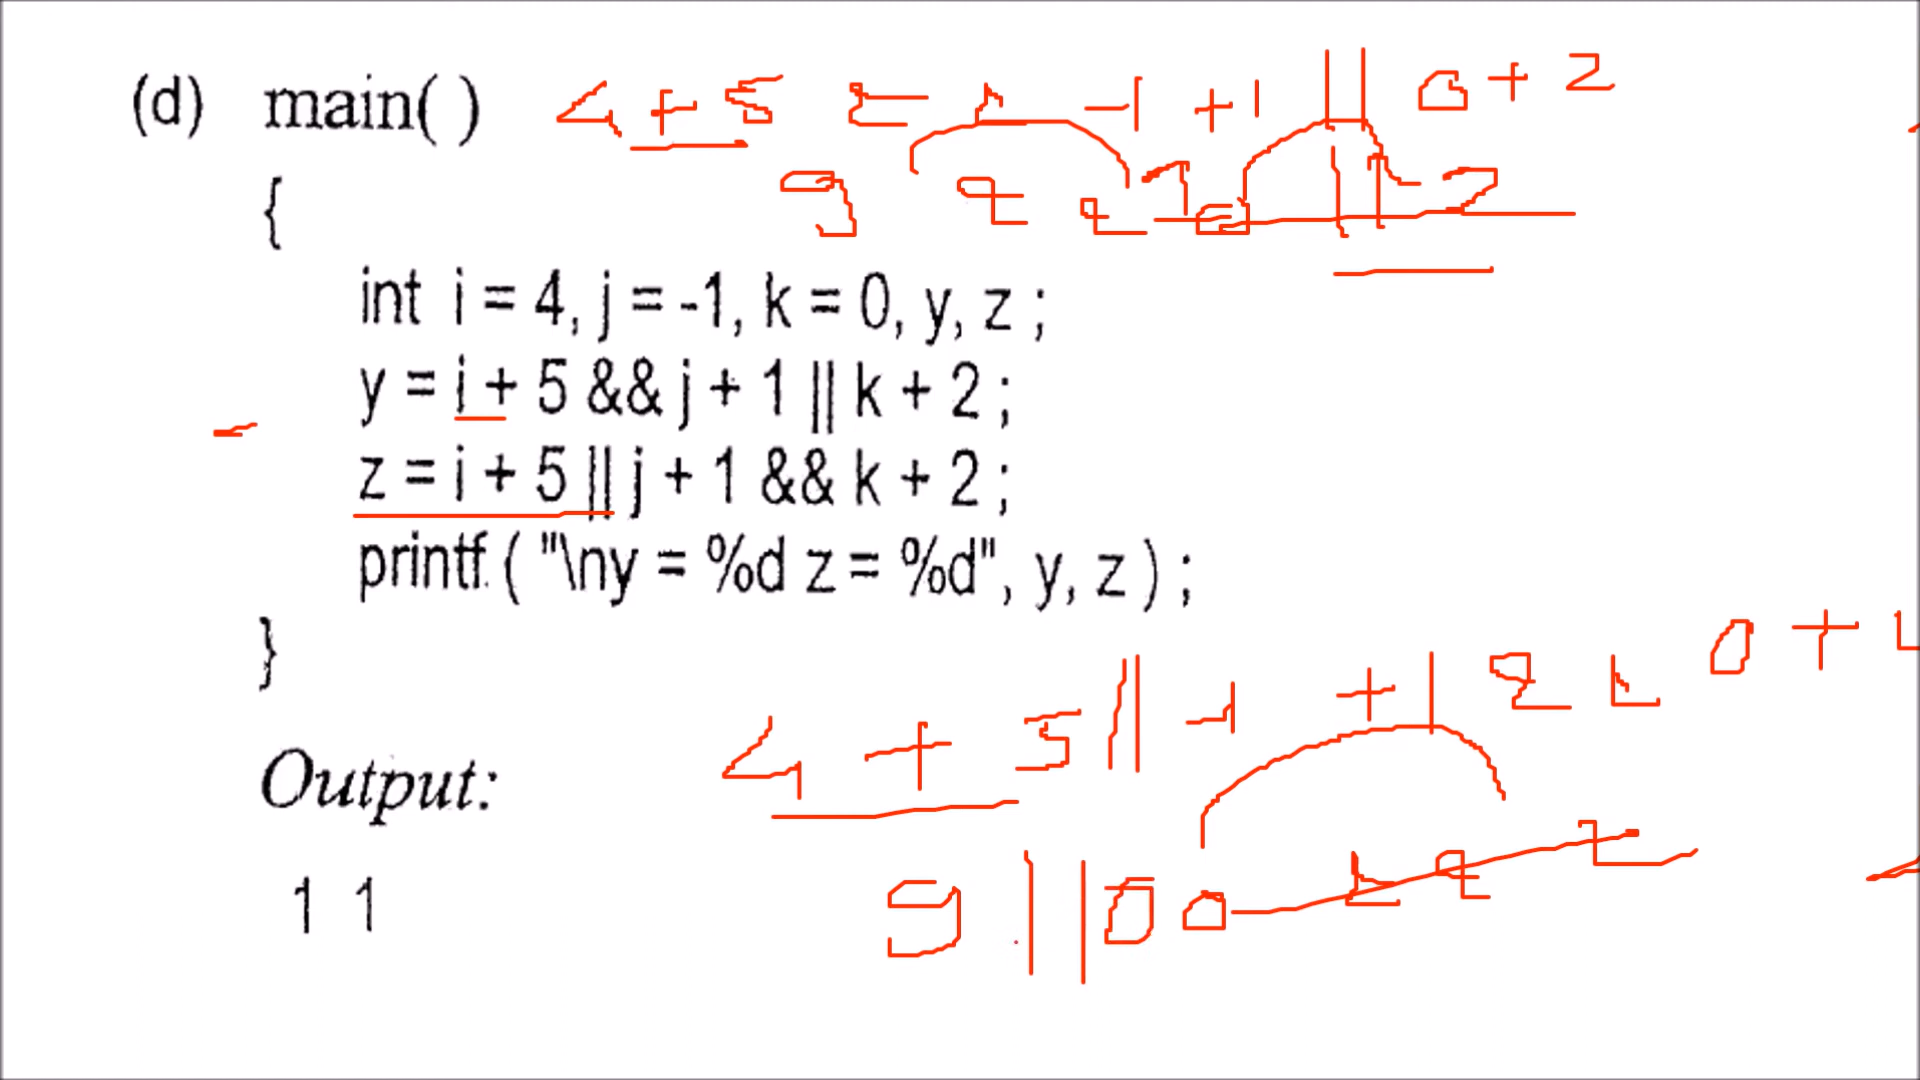 (d) main( ) 4 + 5 && -1 + 1 || 0 + 2
9 && 0 || 2
{
int i = 4, j = -1, k = 0, y, z ;
y = i + 5 && j + 1 || k + 2 ;
z = i + 5 || j + 1 && k + 2 ;
printf ( "\ny = %d z = %d", y, z ) ;
}
4 + 5 || -1 + 1 && 0 +
Output:
9 || 0 && 2
1 1